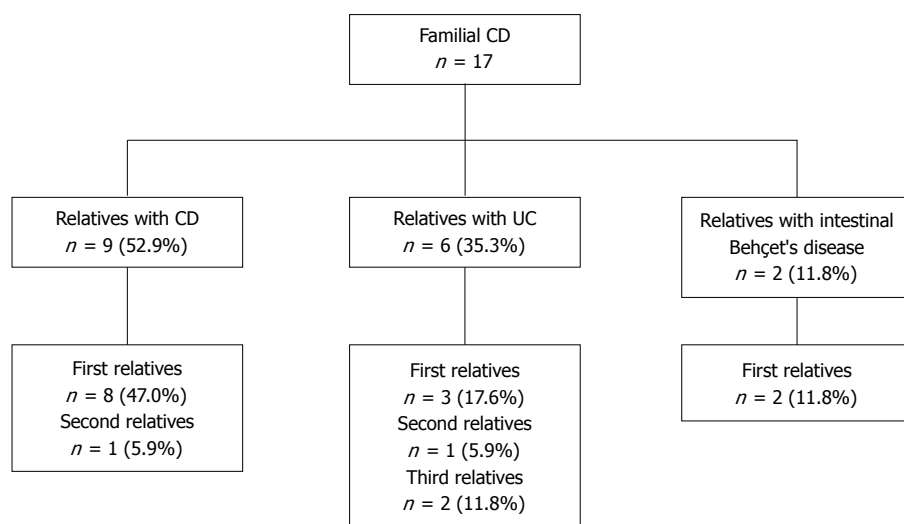 Familial CD
n = 17
Relatives with CD
n = 9 (52.9%)
Relatives with UC
n = 6 (35.3%)
Relatives with intestinal
Behçet's disease
n = 2 (11.8%)
First relatives
n = 8 (47.0%)
Second relatives
n = 1 (5.9%)
First relatives
n = 3 (17.6%)
Second relatives
n = 1 (5.9%)
Third relatives
n = 2 (11.8%)
First relatives
n = 2 (11.8%)